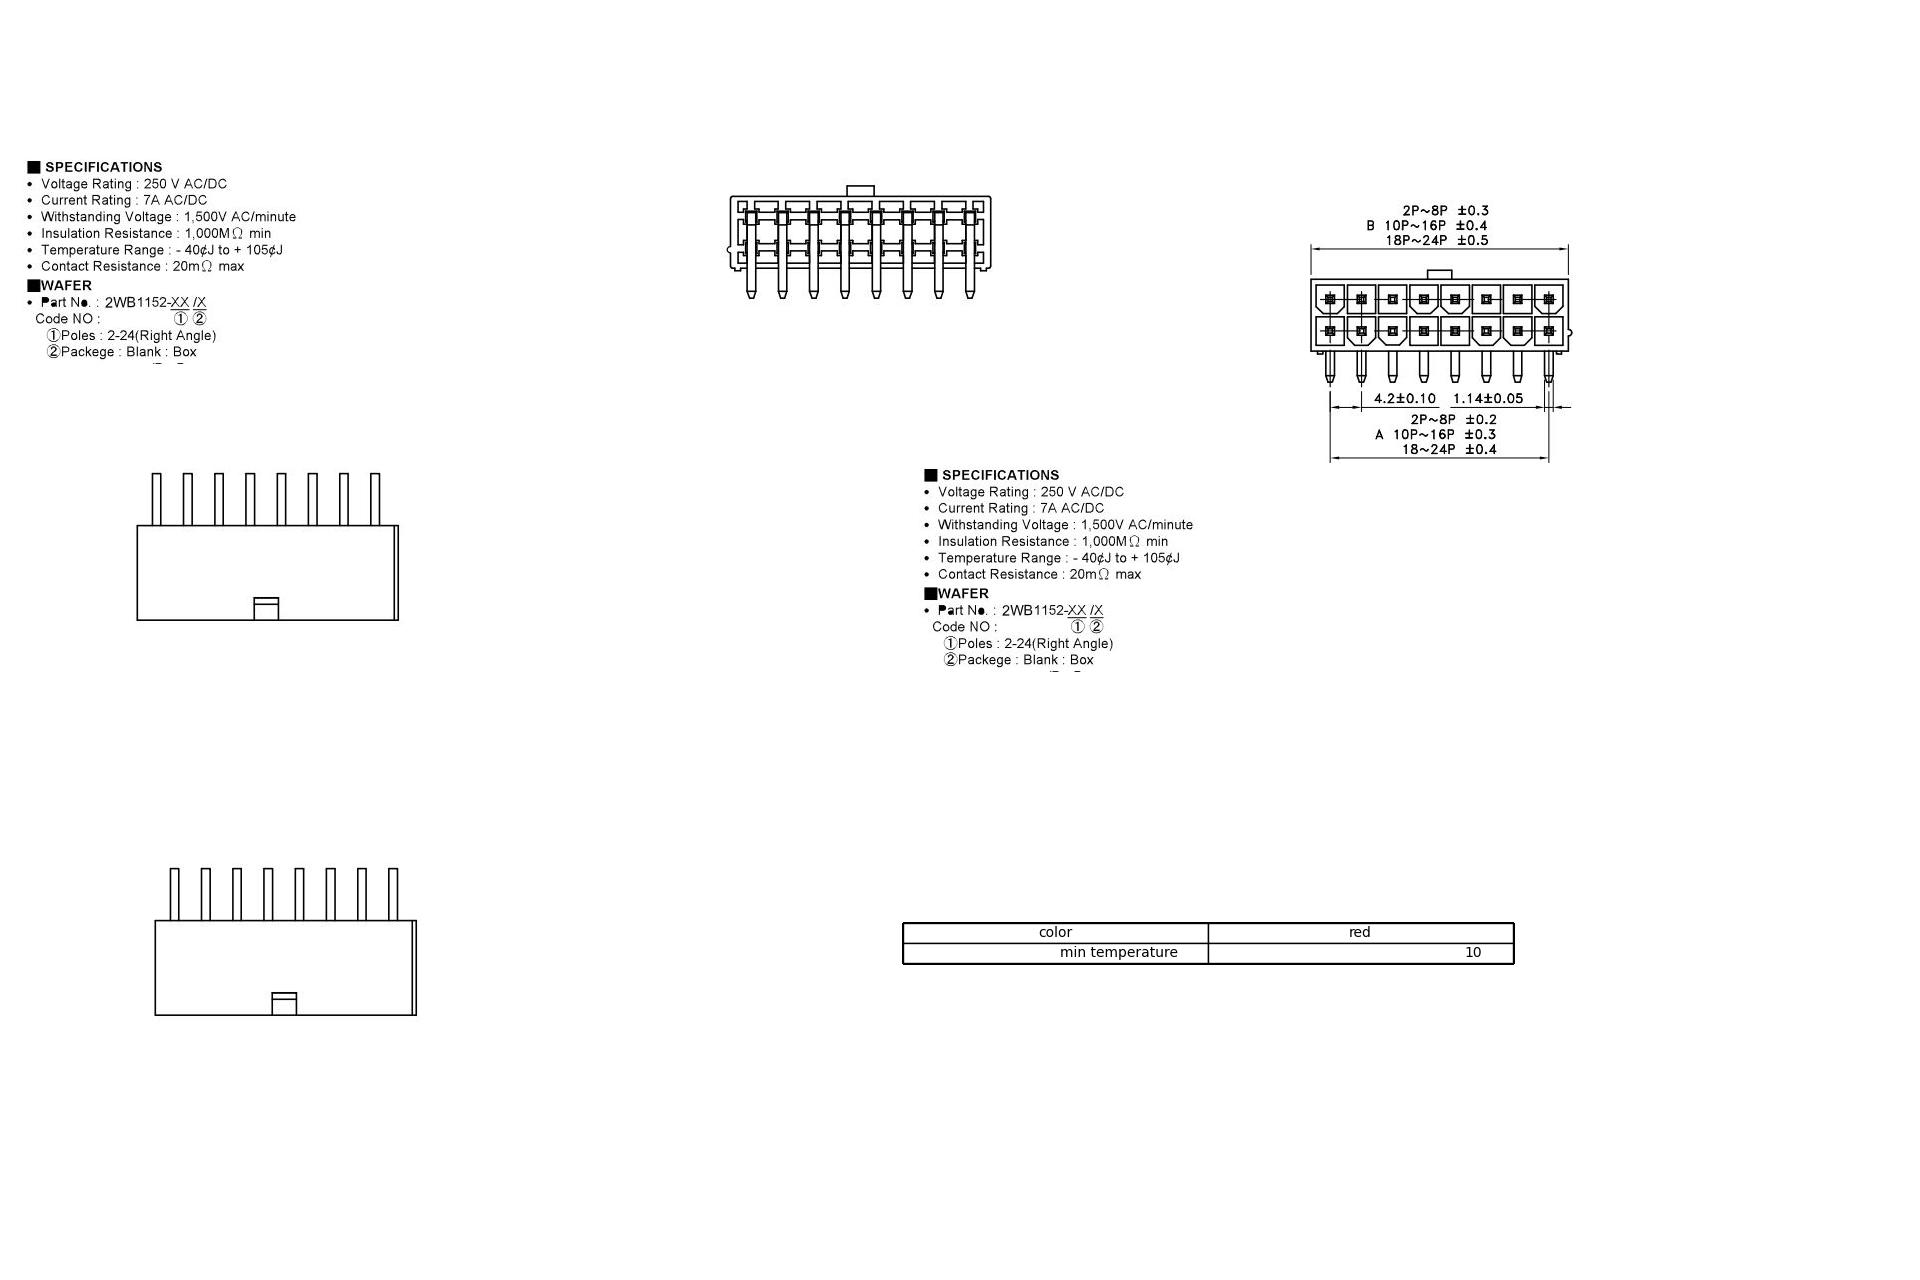 ■ SPECIFICATIONS
• Voltage Rating : 250 V AC/DC
• Current Rating : 7A AC/DC
• Withstanding Voltage : 1,500V AC/minute
• Insulation Resistance : 1,000MΩ min
• Temperature Range : - 40¢J to + 105¢J
• Contact Resistance : 20mΩ max
■WAFER
• Part No. : 2WB1152-XX /X
Code NO : ① ②
①Poles : 2-24(Right Angle)
②Packege : Blank : Box
2P~8P ±0.3
B 10P~16P ±0.4
18P~24P ±0.5
4.2±0.10 1.14±0.05
2P~8P ±0.2
A 10P~16P ±0.3
18~24P ±0.4
■ SPECIFICATIONS
• Voltage Rating : 250 V AC/DC
• Current Rating : 7A AC/DC
• Withstanding Voltage : 1,500V AC/minute
• Insulation Resistance : 1,000MΩ min
• Temperature Range : - 40¢J to + 105¢J
• Contact Resistance : 20mΩ max
■WAFER
• Part No. : 2WB1152-XX /X
Code NO : ① ②
①Poles : 2-24(Right Angle)
②Packege : Blank : Box
color red
min temperature 10